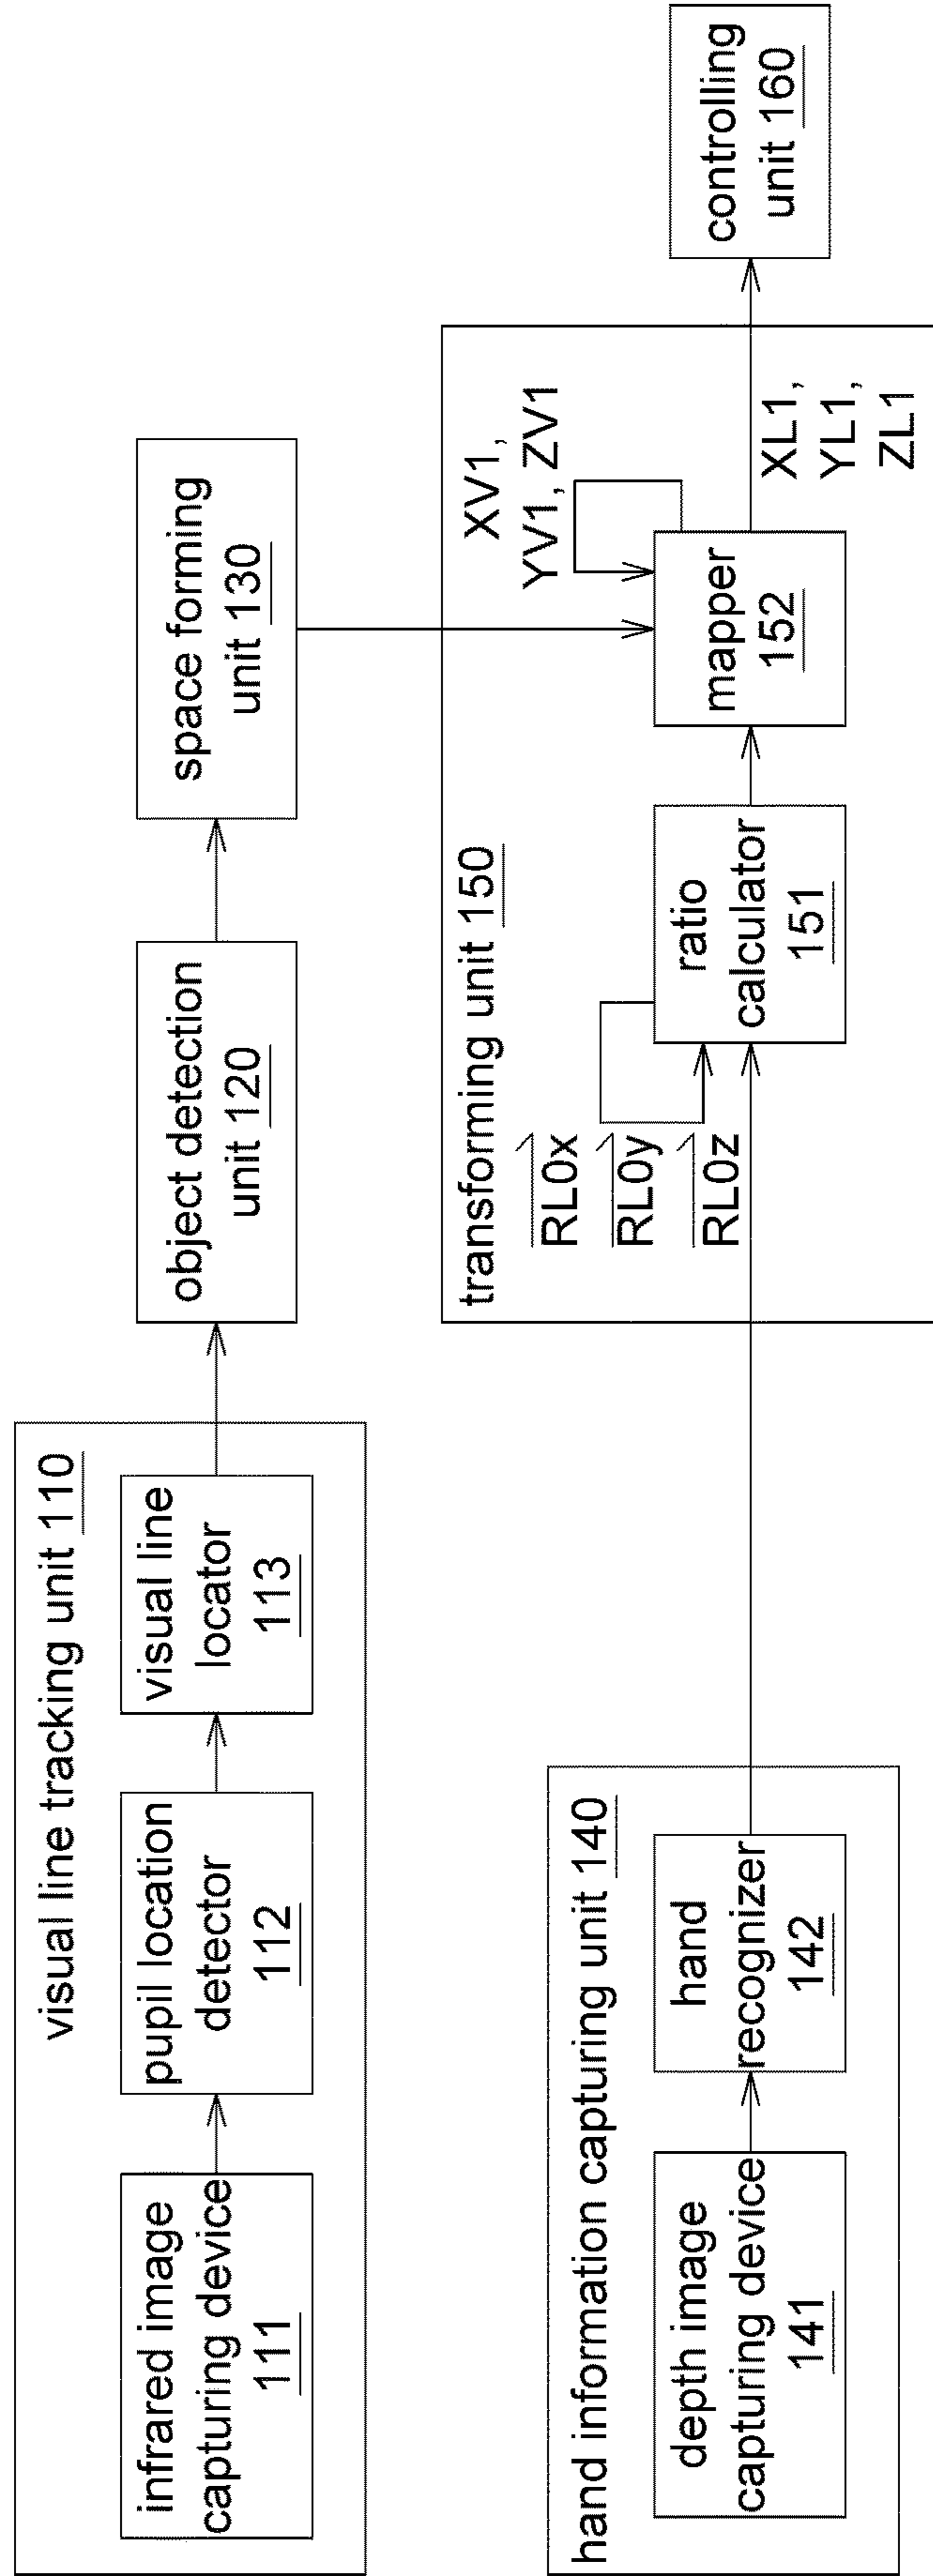 visual line tracking unit 110
infrared image
capturing device
111
pupil location
detector
112
visual line
locator
113
object detection
unit 120
space forming
unit 130
hand information capturing unit 140
depth image
capturing device
141
hand
recognizer
142
transforming unit 150
RL0x
RL0y
RL0z
ratio
calculator
151
XV1,
YV1, ZV1
mapper
152
XL1,
YL1,
ZL1
controlling
unit 160